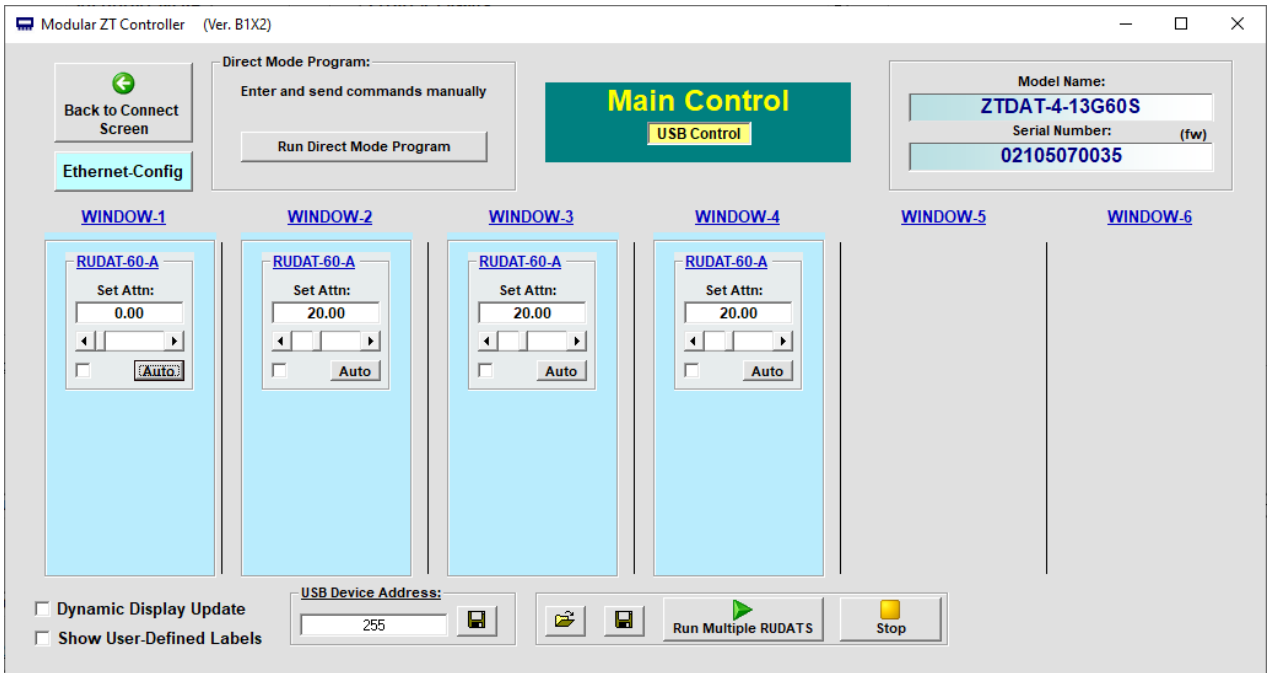 Modular ZT Controller (Ver. B1X2)
Back to Connect
Screen
Ethernet-Config
Direct Mode Program:
Enter and send commands manually
Run Direct Mode Program
Main Control
USB Control
Model Name:
ZTDAT-4-13G60S
Serial Number: (fw)
02105070035
WINDOW-1
WINDOW-2
WINDOW-3
WINDOW-4
WINDOW-5
WINDOW-6
RUDAT-60-A
Set Attn:
0.00
Auto
RUDAT-60-A
Set Attn:
20.00
Auto
RUDAT-60-A
Set Attn:
20.00
Auto
RUDAT-60-A
Set Attn:
20.00
Auto
Dynamic Display Update
Show User-Defined Labels
USB Device Address:
255
Run Multiple RUDATS
Stop